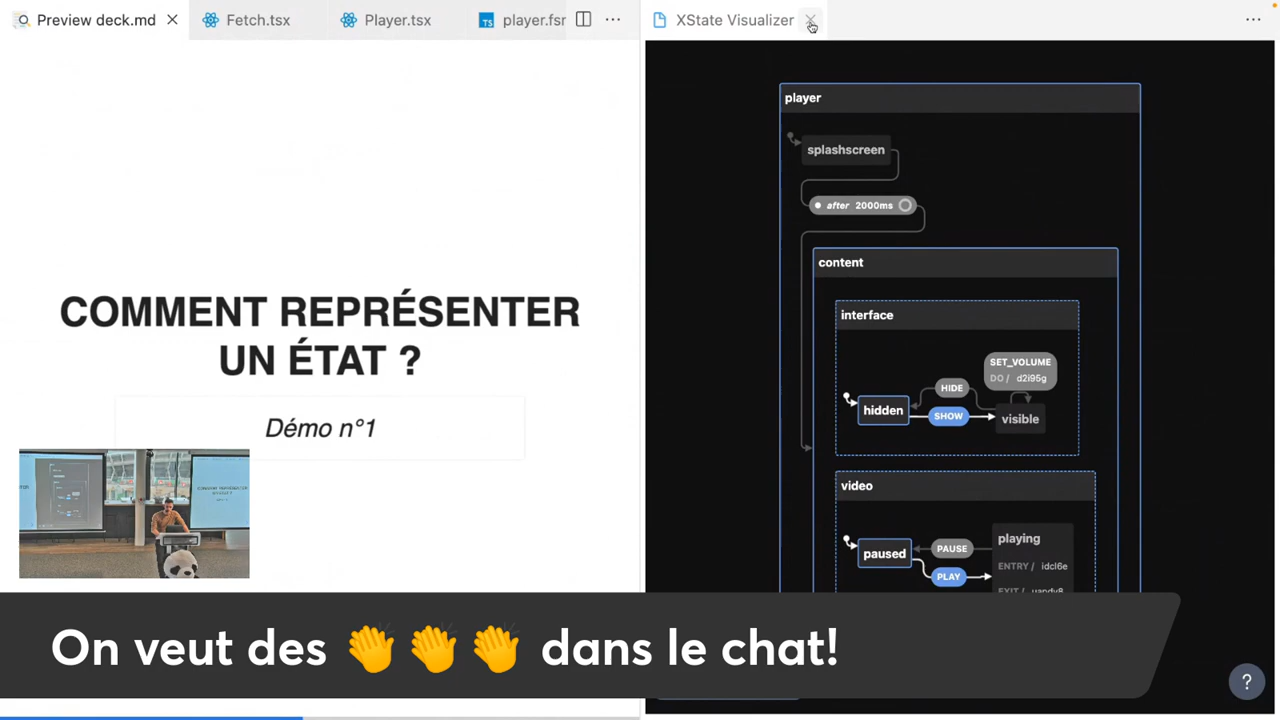 Preview deck.md
Fetch.tsx
Player.tsx
player.fsr
XState Visualizer
COMMENT REPRÉSENTER
UN ÉTAT ?
Démo n°1
player
splashscreen
after 2000ms
content
interface
SET_VOLUME
DO / d2i95g
HIDE
hidden
SHOW
visible
video
playing
PAUSE
paused
ENTRY / idcl6e
PLAY
EXIT /
On veut des 👏 👏 👏 dans le chat!
?